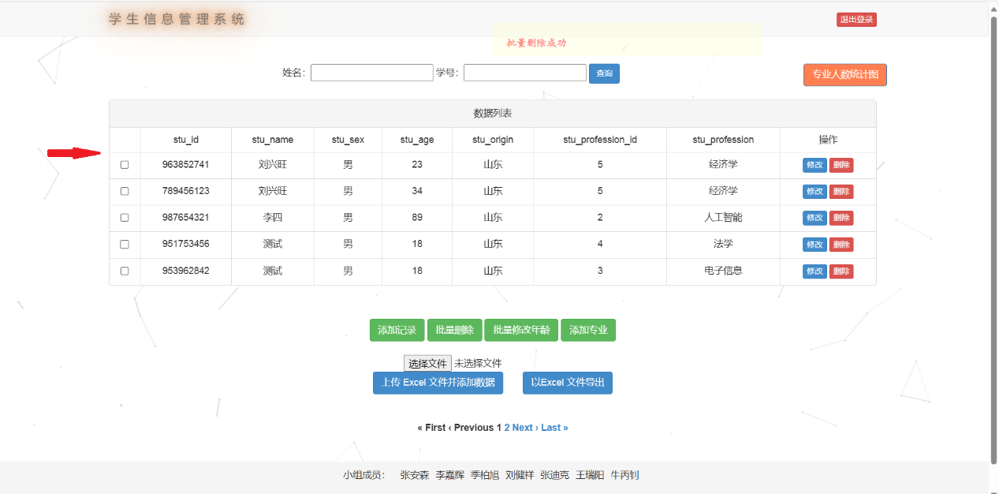 学生信息管理系统 退出登录
批量删除成功
姓名: 学号: 查询 专业人数统计图
数据列表
stu_id stu_name stu_sex stu_age stu_origin stu_profession_id stu_profession 操作
963852741 刘兴旺 男 23 山东 5 经济学 修改 删除
789456123 刘兴旺 男 34 山东 5 经济学 修改 删除
987654321 李四 男 89 山东 2 人工智能 修改 删除
951753456 测试 男 18 山东 4 法学 修改 删除
953962842 测试 男 18 山东 3 电子信息 修改 删除
添加记录 批量删除 批量修改年龄 添加专业
选择文件 未选择文件
上传 Excel 文件并添加数据 以Excel 文件导出
« First ‹ Previous 1 2 Next › Last »
小组成员: 张安森 李嘉辉 季柏旭 刘健祥 张迪克 王瑞阳 牛丙钊